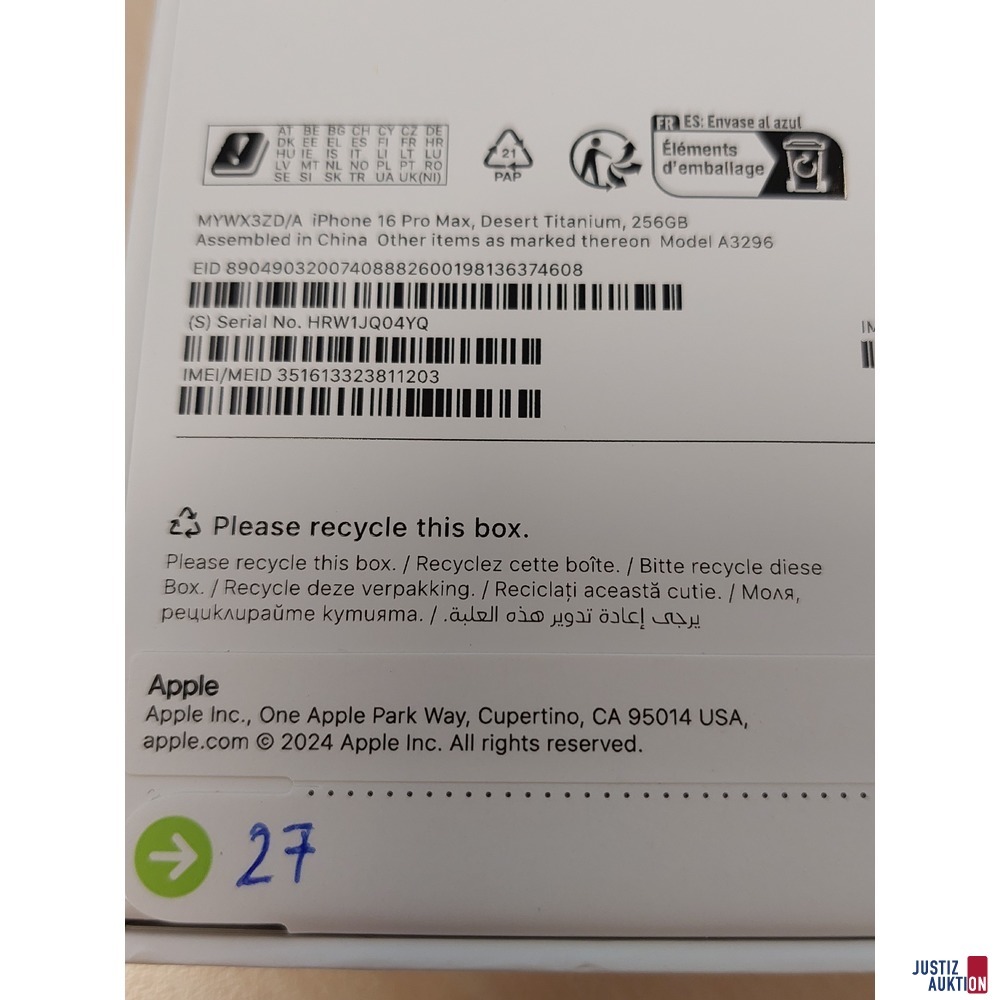 AT BE BG CH CY CZ DE
DK EE EL ES FI FR HR
HU IE IS IT LI LT LU
LV MT NL NO PL PT RO
SE SI SK TR UA UK(NI)
21
PAP
FR ES: Envase al azul
Éléments
d'emballage
MYWX3ZD/A iPhone 16 Pro Max, Desert Titanium, 256GB
Assembled in China Other items as marked thereon Model A3296
EID 89049032007408882600198136374608
(S) Serial No. HRW1JQ04YQ
IMEI/MEID 351613323811203
Please recycle this box.
Please recycle this box. / Recyclez cette boîte. / Bitte recycle diese
Box. / Recycle deze verpakking. / Reciclați această cutie. / Моля,
рециклирайте кутията. / يرجى إعادة تدوير هذه العلبة.
Apple
Apple Inc., One Apple Park Way, Cupertino, CA 95014 USA,
apple.com © 2024 Apple Inc. All rights reserved.
27
JUSTIZ
AUKTION